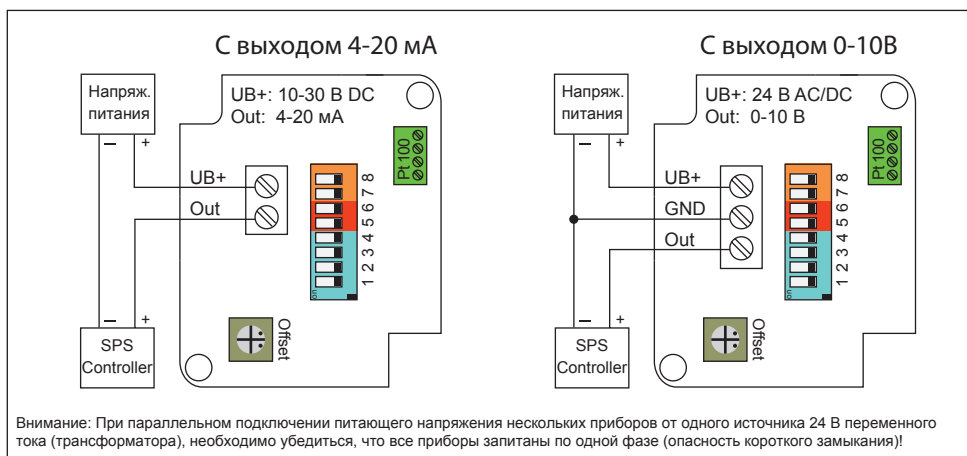 С выходом 4-20 мА
Напряж.
питания
UB+: 10-30 В DC
Out: 4-20 мА
Pt100
– +
UB+
Out
8
7
6
5
4
3
2
1
on
– +
SPS
Controller
Offset
С выходом 0-10В
Напряж.
питания
UB+: 24 В AC/DC
Out: 0-10 В
Pt100
– +
UB+
GND
Out
8
7
6
5
4
3
2
1
on
– +
SPS
Controller
Offset
Внимание: При параллельном подключении питающего напряжения нескольких приборов от одного источника 24 В переменного
тока (трансформатора), необходимо убедиться, что все приборы запитаны по одной фазе (опасность короткого замыкания)!